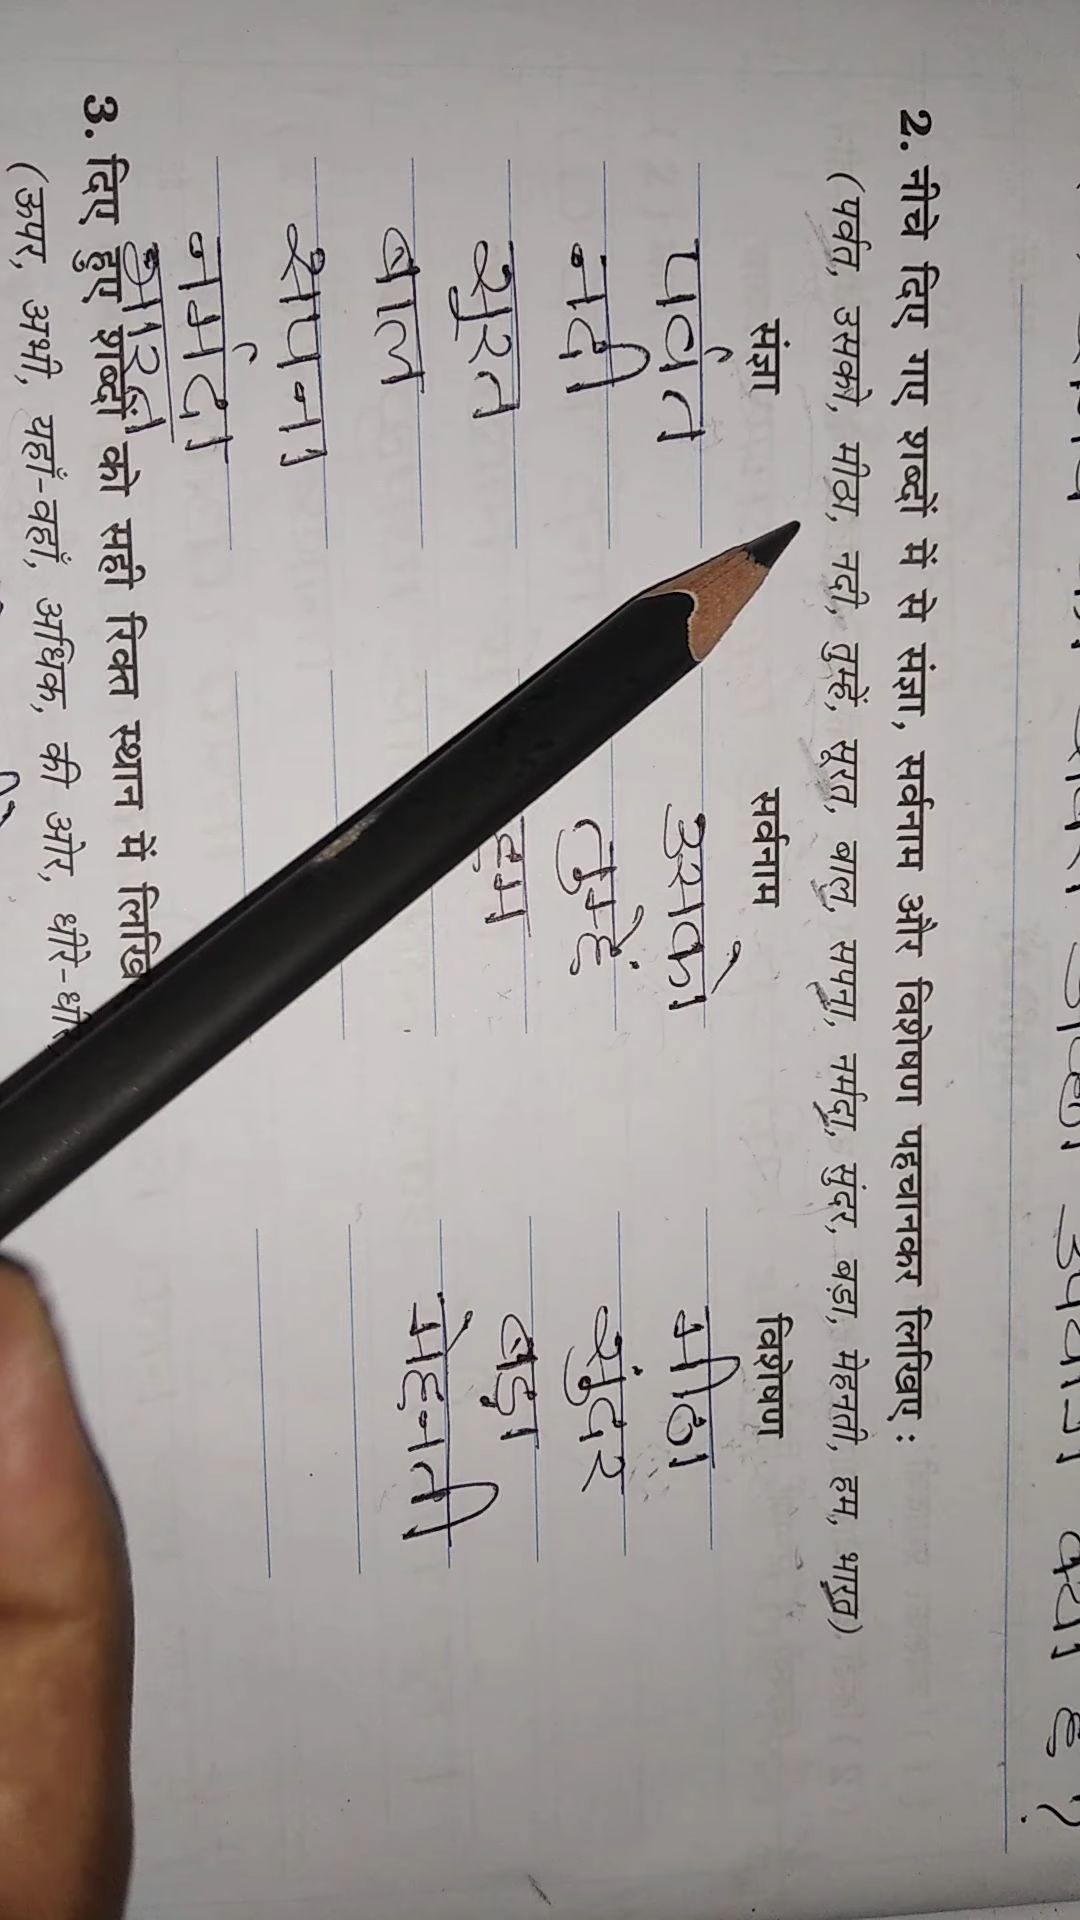 क्या है ?
2. नीचे दिए गए शब्दों में से संज्ञा, सर्वनाम और विशेषण पहचानकर लिखिए :
(पर्वत, उसको, मीठा, नदी, तुम्हें, सूरत, बाल, सपना, नर्मदा, सुंदर, बड़ा, मेहनती, हम, भारत)
संज्ञा सर्वनाम विशेषण
पर्वत उसको मीठा
नदी तुम्हें सुंदर
सुरत हम बड़ा
बाल मेहनती
सपना
नर्मदा
भारत
3. दिए हुए शब्दों को सही रिक्त स्थान में
(ऊपर, अभी, यहाँ-वहाँ, अधिक, की ओर,